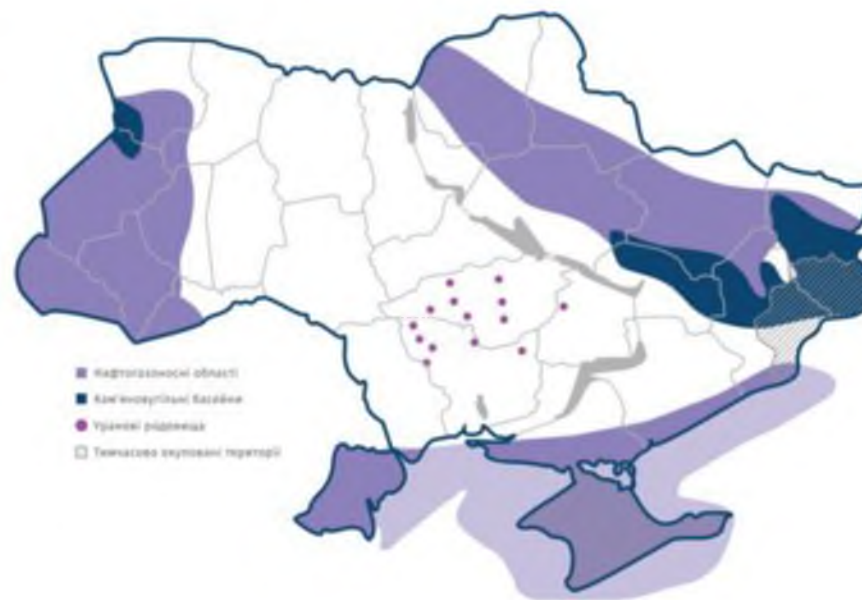 Нафтогазоносні області
Кам'яновугільні басейни
Уранові родовища
Тимчасово окуповані території